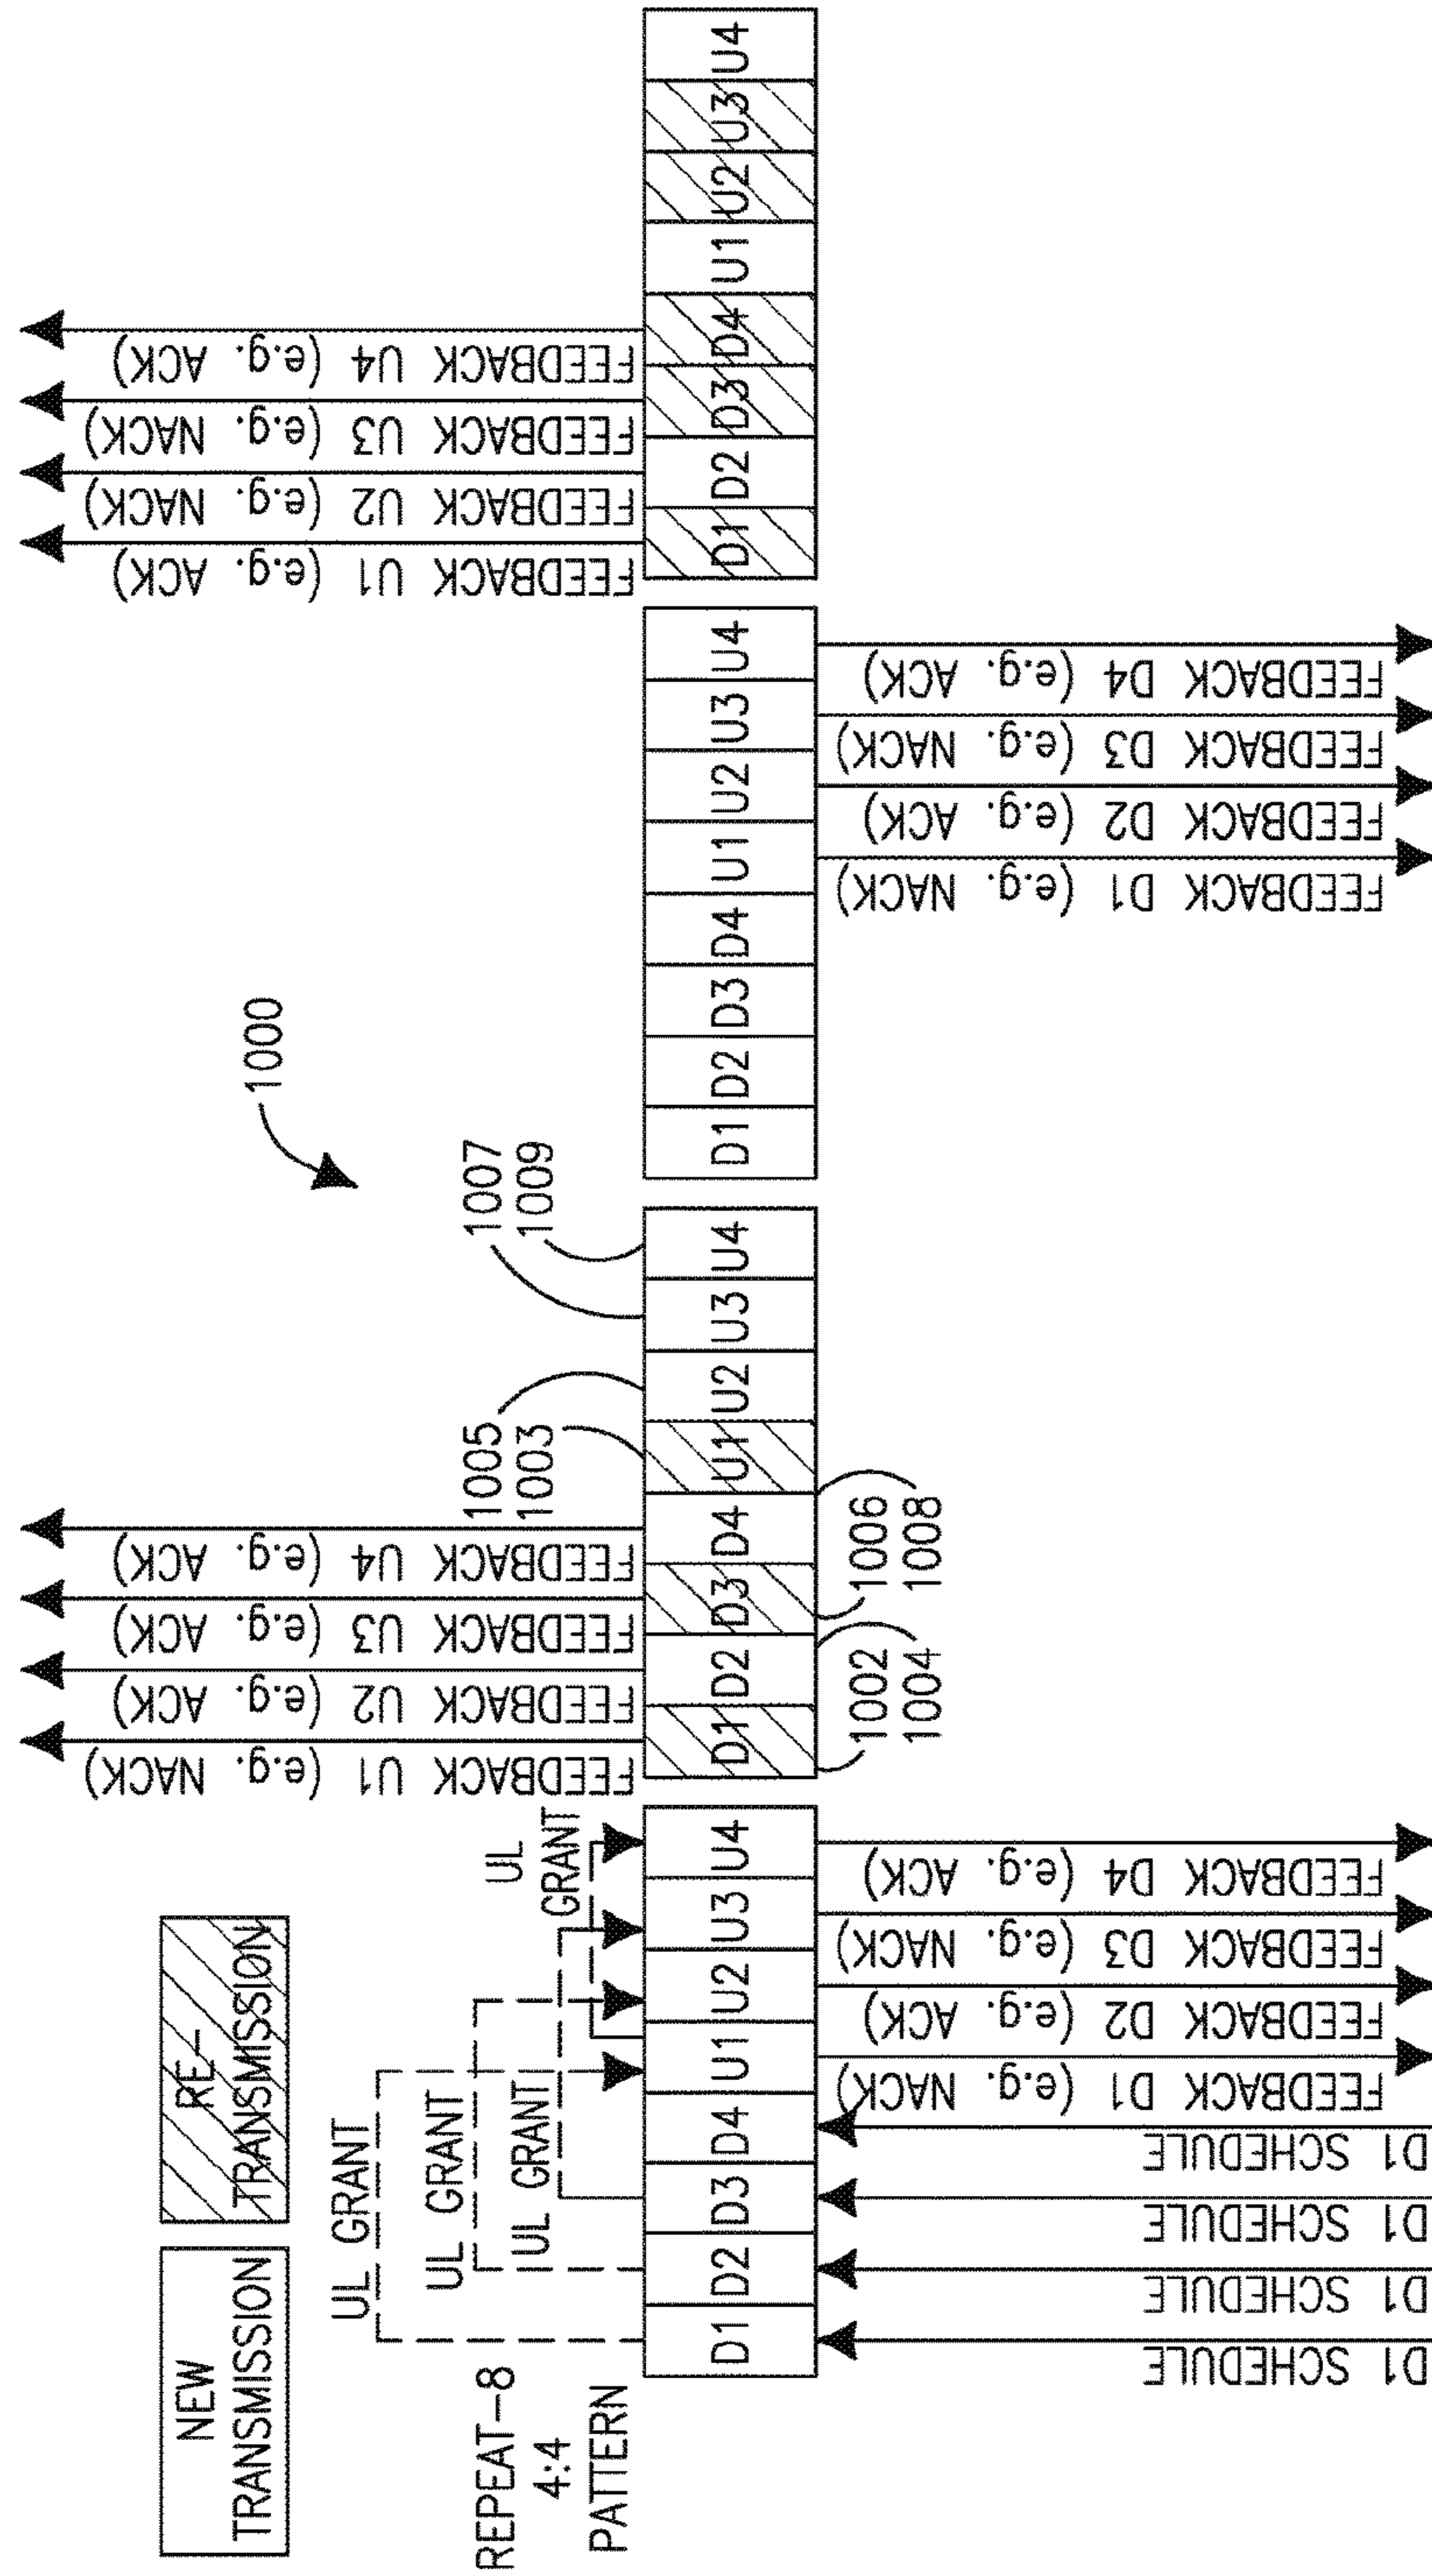 NEW
TRANSMISSION
RE-
TRANSMISSION
REPEAT-8
4:4
PATTERN
UL GRANT
UL GRANT
UL GRANT
UL
GRANT
FEEDBACK U1 (e.g. NACK)
FEEDBACK U2 (e.g. ACK)
FEEDBACK U3 (e.g. ACK)
FEEDBACK U4 (e.g. ACK)
1005
1003
1007
1009
1000
FEEDBACK U1 (e.g. ACK)
FEEDBACK U2 (e.g. NACK)
FEEDBACK U3 (e.g. NACK)
FEEDBACK U4 (e.g. ACK)
D1 D2 D3 D4 U1 U2 U3 U4
D1 D2 D3 D4 U1 U2 U3 U4
D1 D2 D3 D4 U1 U2 U3 U4
D1 D2 D3 D4 U1 U2 U3 U4
D1 SCHEDULE
D1 SCHEDULE
D1 SCHEDULE
D1 SCHEDULE
FEEDBACK D1 (e.g. NACK)
FEEDBACK D2 (e.g. ACK)
FEEDBACK D3 (e.g. NACK)
FEEDBACK D4 (e.g. ACK)
1002
1004
1006
1008
FEEDBACK D1 (e.g. NACK)
FEEDBACK D2 (e.g. ACK)
FEEDBACK D3 (e.g. NACK)
FEEDBACK D4 (e.g. ACK)